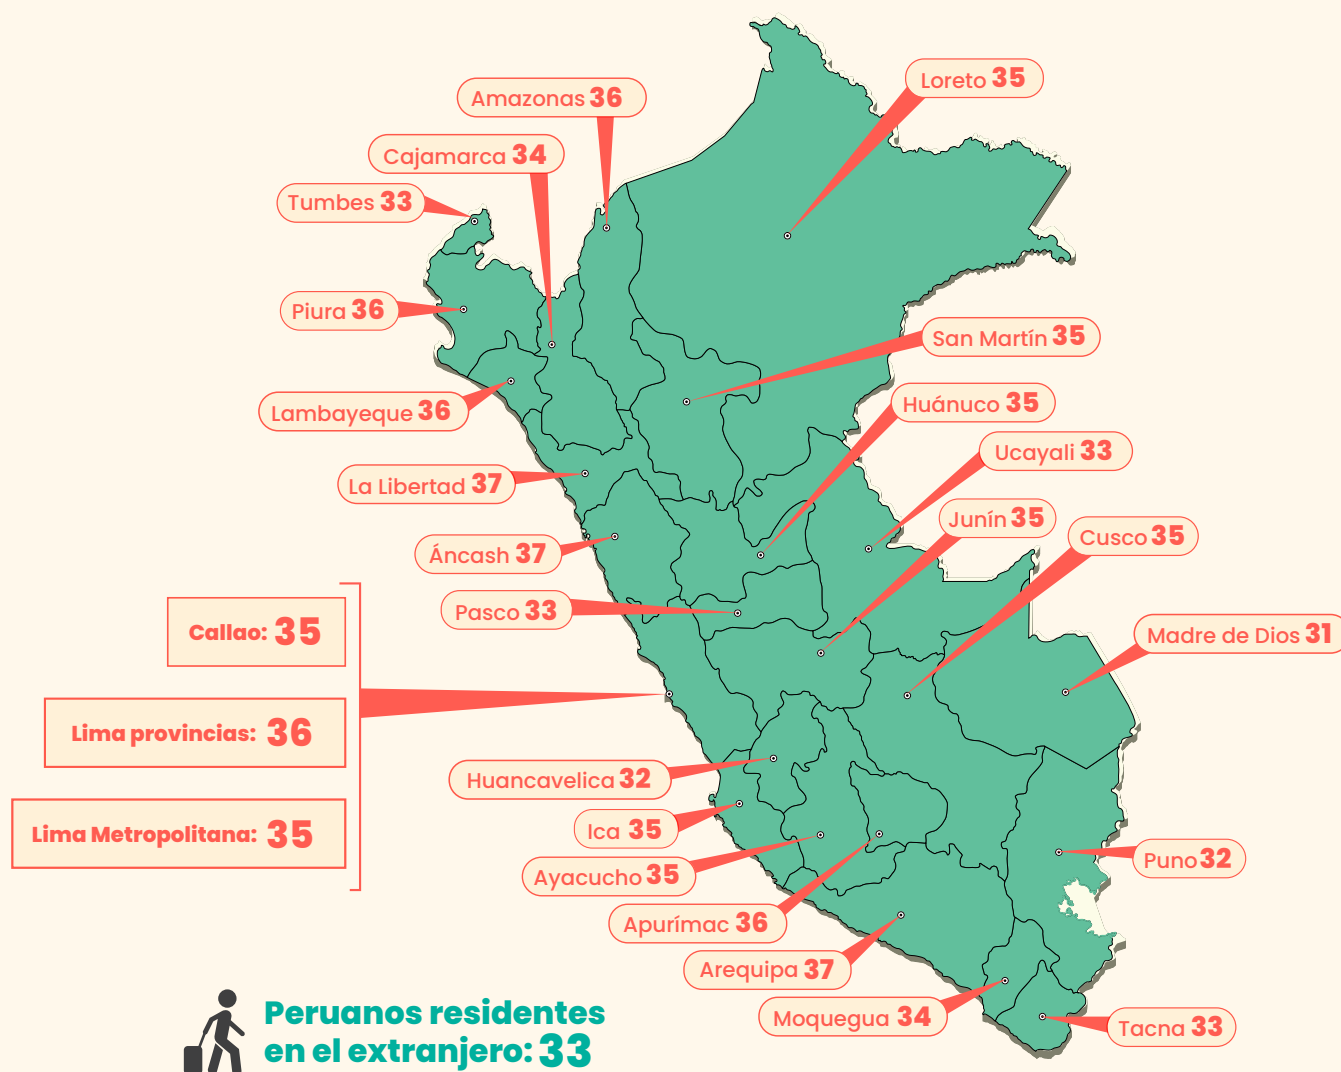 Loreto 35
Amazonas 36
Cajamarca 34
Tumbes 33
Piura 36
San Martín 35
Lambayeque 36
Huánuco 35
Ucayali 33
La Libertad 37
Junín 35
Cusco 35
Áncash 37
Pasco 33
Callao: 35
Madre de Dios 31
Lima provincias: 36
Huancavelica 32
Lima Metropolitana: 35
Ica 35
Puno 32
Ayacucho 35
Apurímac 36
Arequipa 37
Moquegua 34
Tacna 33
Peruanos residentes
en el extranjero: 33